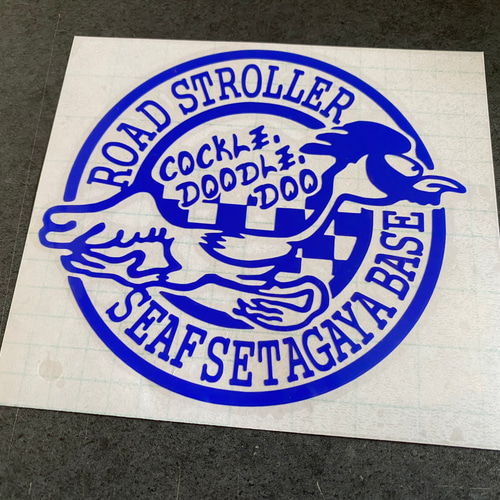 ROAD STROLLER
COCKLE.
DOODLE.
DOO
SEAF SETAGAYA BASE